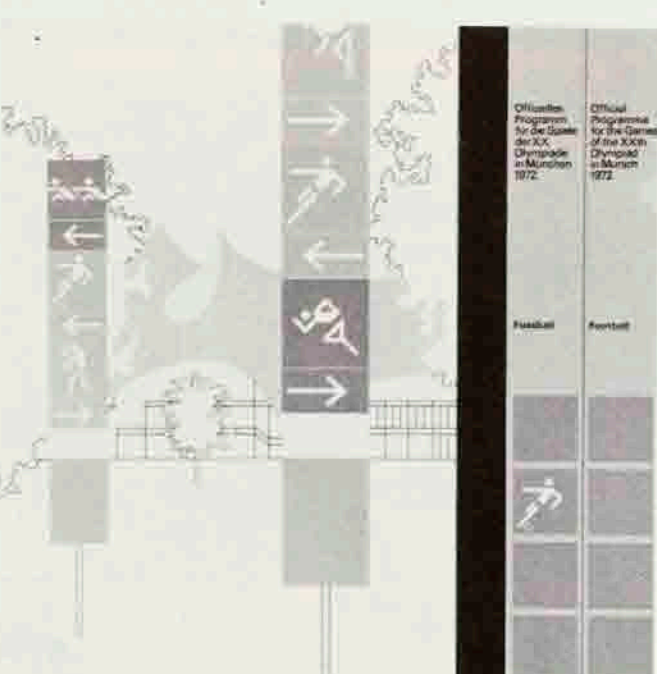 Offizielles
Programm
für die Spiele
der XX.
Olympiade
in München
1972
Official
Programme
for the Games
of the XXth
Olympiad
in Munich
1972
Fussball
Football